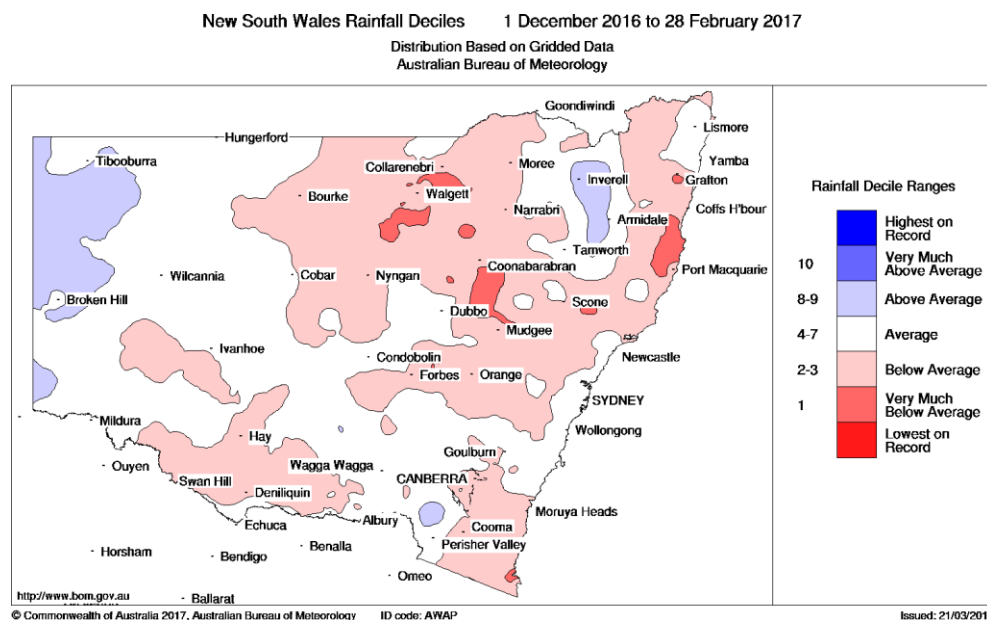 New South Wales Rainfall Deciles 1 December 2016 to 28 February 2017
Distribution Based on Gridded Data
Australian Bureau of Meteorology
Goondiwindi
Hungerford
Lismore
Tibooburra
Collarenebri
Moree
Yamba
Inverell
Grafton
Bourke
Walgett
Narrabri
Coffs H'bour
Armidale
Tamworth
Coonabarabran
Port Macquarie
Wilcannia
Cobar
Nyngan
Broken Hill
Scone
Dubbo
Mudgee
Ivanhoe
Condobolin
Newcastle
Forbes
Orange
SYDNEY
Mildura
Wollongong
Hay
Goulburn
Ouyen
Wagga Wagga
Swan Hill
CANBERRA
Deniliquin
Moruya Heads
Echuca
Albury
Cooma
Perisher Valley
Horsham
Bendigo
Benalla
Omeo
Ballarat
Rainfall Decile Ranges
Highest on
Record
10 Very Much
Above Average
8-9 Above Average
4-7 Average
2-3 Below Average
1 Very Much
Below Average
Lowest on
Record
http://www.bom.gov.au
© Commonwealth of Australia 2017, Australian Bureau of Meteorology ID code: AWAP Issued: 21/03/201